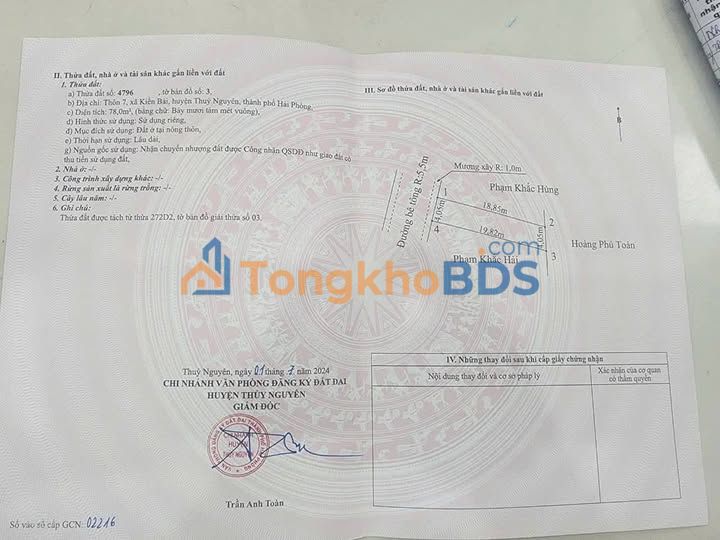 II. Thửa đất, nhà ở và tài sản khác gắn liền với đất
1. Thửa đất:
a) Thửa đất số: 4796 , tờ bản đồ số: 3,
b) Địa chỉ: Thôn 7, xã Kiền Bái, huyện Thuỷ Nguyên, thành phố Hải Phòng,
c) Diện tích: 78,0m², (bằng chữ: Bảy mươi tám mét vuông),
d) Hình thức sử dụng: Sử dụng riêng,
đ) Mục đích sử dụng: Đất ở tại nông thôn,
e) Thời hạn sử dụng: Lâu dài,
g) Nguồn gốc sử dụng: Nhận chuyển nhượng đất được Công nhận QSDĐ như giao đất có
thu tiền sử dụng đất,
2. Nhà ở: -/-
3. Công trình xây dựng khác: -/-
4. Rừng sản xuất là rừng trồng: -/-
5. Cây lâu năm: -/-
6. Ghi chú:
Thửa đất được tách từ thửa 272D2, tờ bản đồ giải thửa số 03.
III. Sơ đồ thửa đất, nhà ở và tài sản khác gắn liền với đất
B
Mương xây R: 1,0m
Phạm Khắc Hùng
Đường bê tông R:5,5m
1
18,85m
2
4,05m
4
19,82m
4,05m
3
Hoàng Phú Toàn
Phạm Khắc Hải
TongkhoBDS
.com
Thuỷ Nguyên, ngày 01 tháng 7 năm 2024
CHI NHÁNH VĂN PHÒNG ĐĂNG KÝ ĐẤT ĐAI
HUYỆN THỦY NGUYÊN
GIÁM ĐỐC
CHI NHÁNH
HUYỆN
THUỶ NGUYÊN
Trần Anh Toàn
Số vào sổ cấp GCN: 02216
IV. Những thay đổi sau khi cấp giấy chứng nhận
Nội dung thay đổi và cơ sở pháp lý
Xác nhận của cơ quan
có thẩm quyền